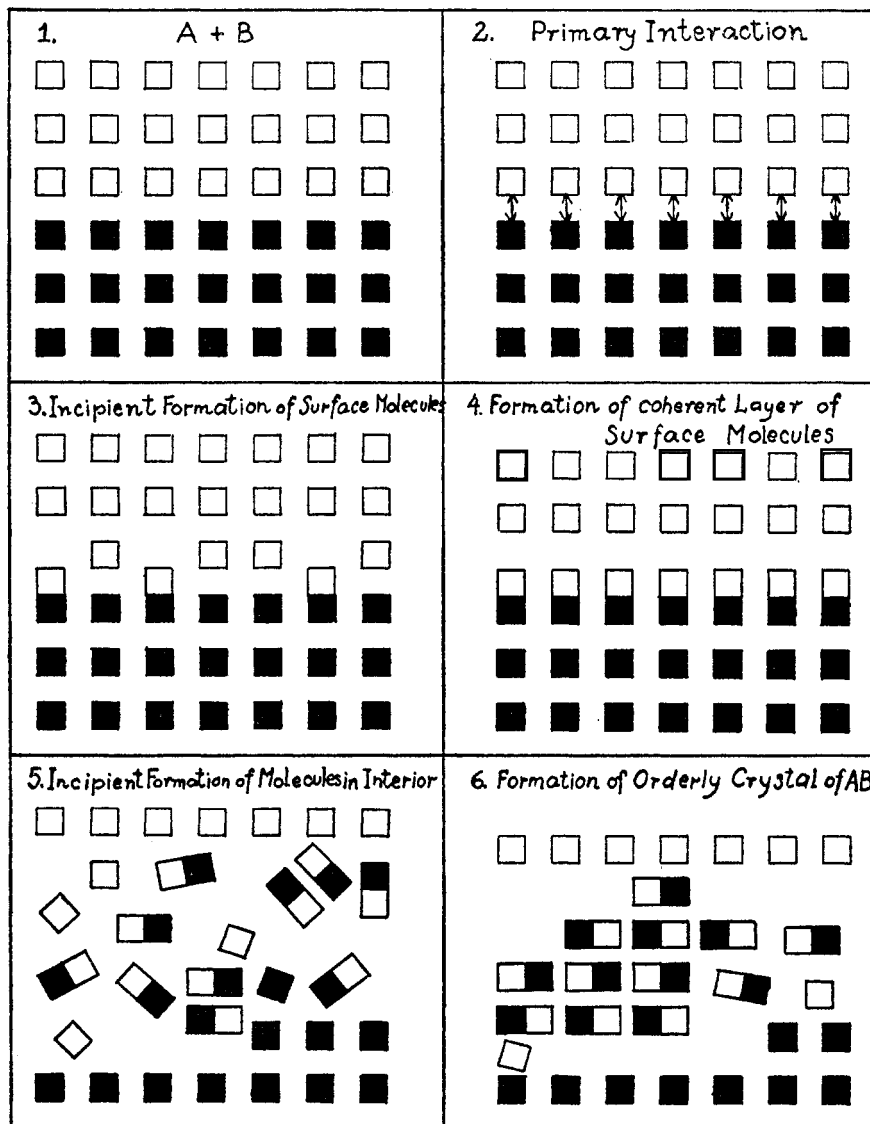 1. A + B
2. Primary Interaction
3. Incipient Formation of Surface Molecules
4. Formation of coherent Layer of
Surface Molecules
5. Incipient Formation of Molecules in Interior
6. Formation of Orderly Crystal of AB